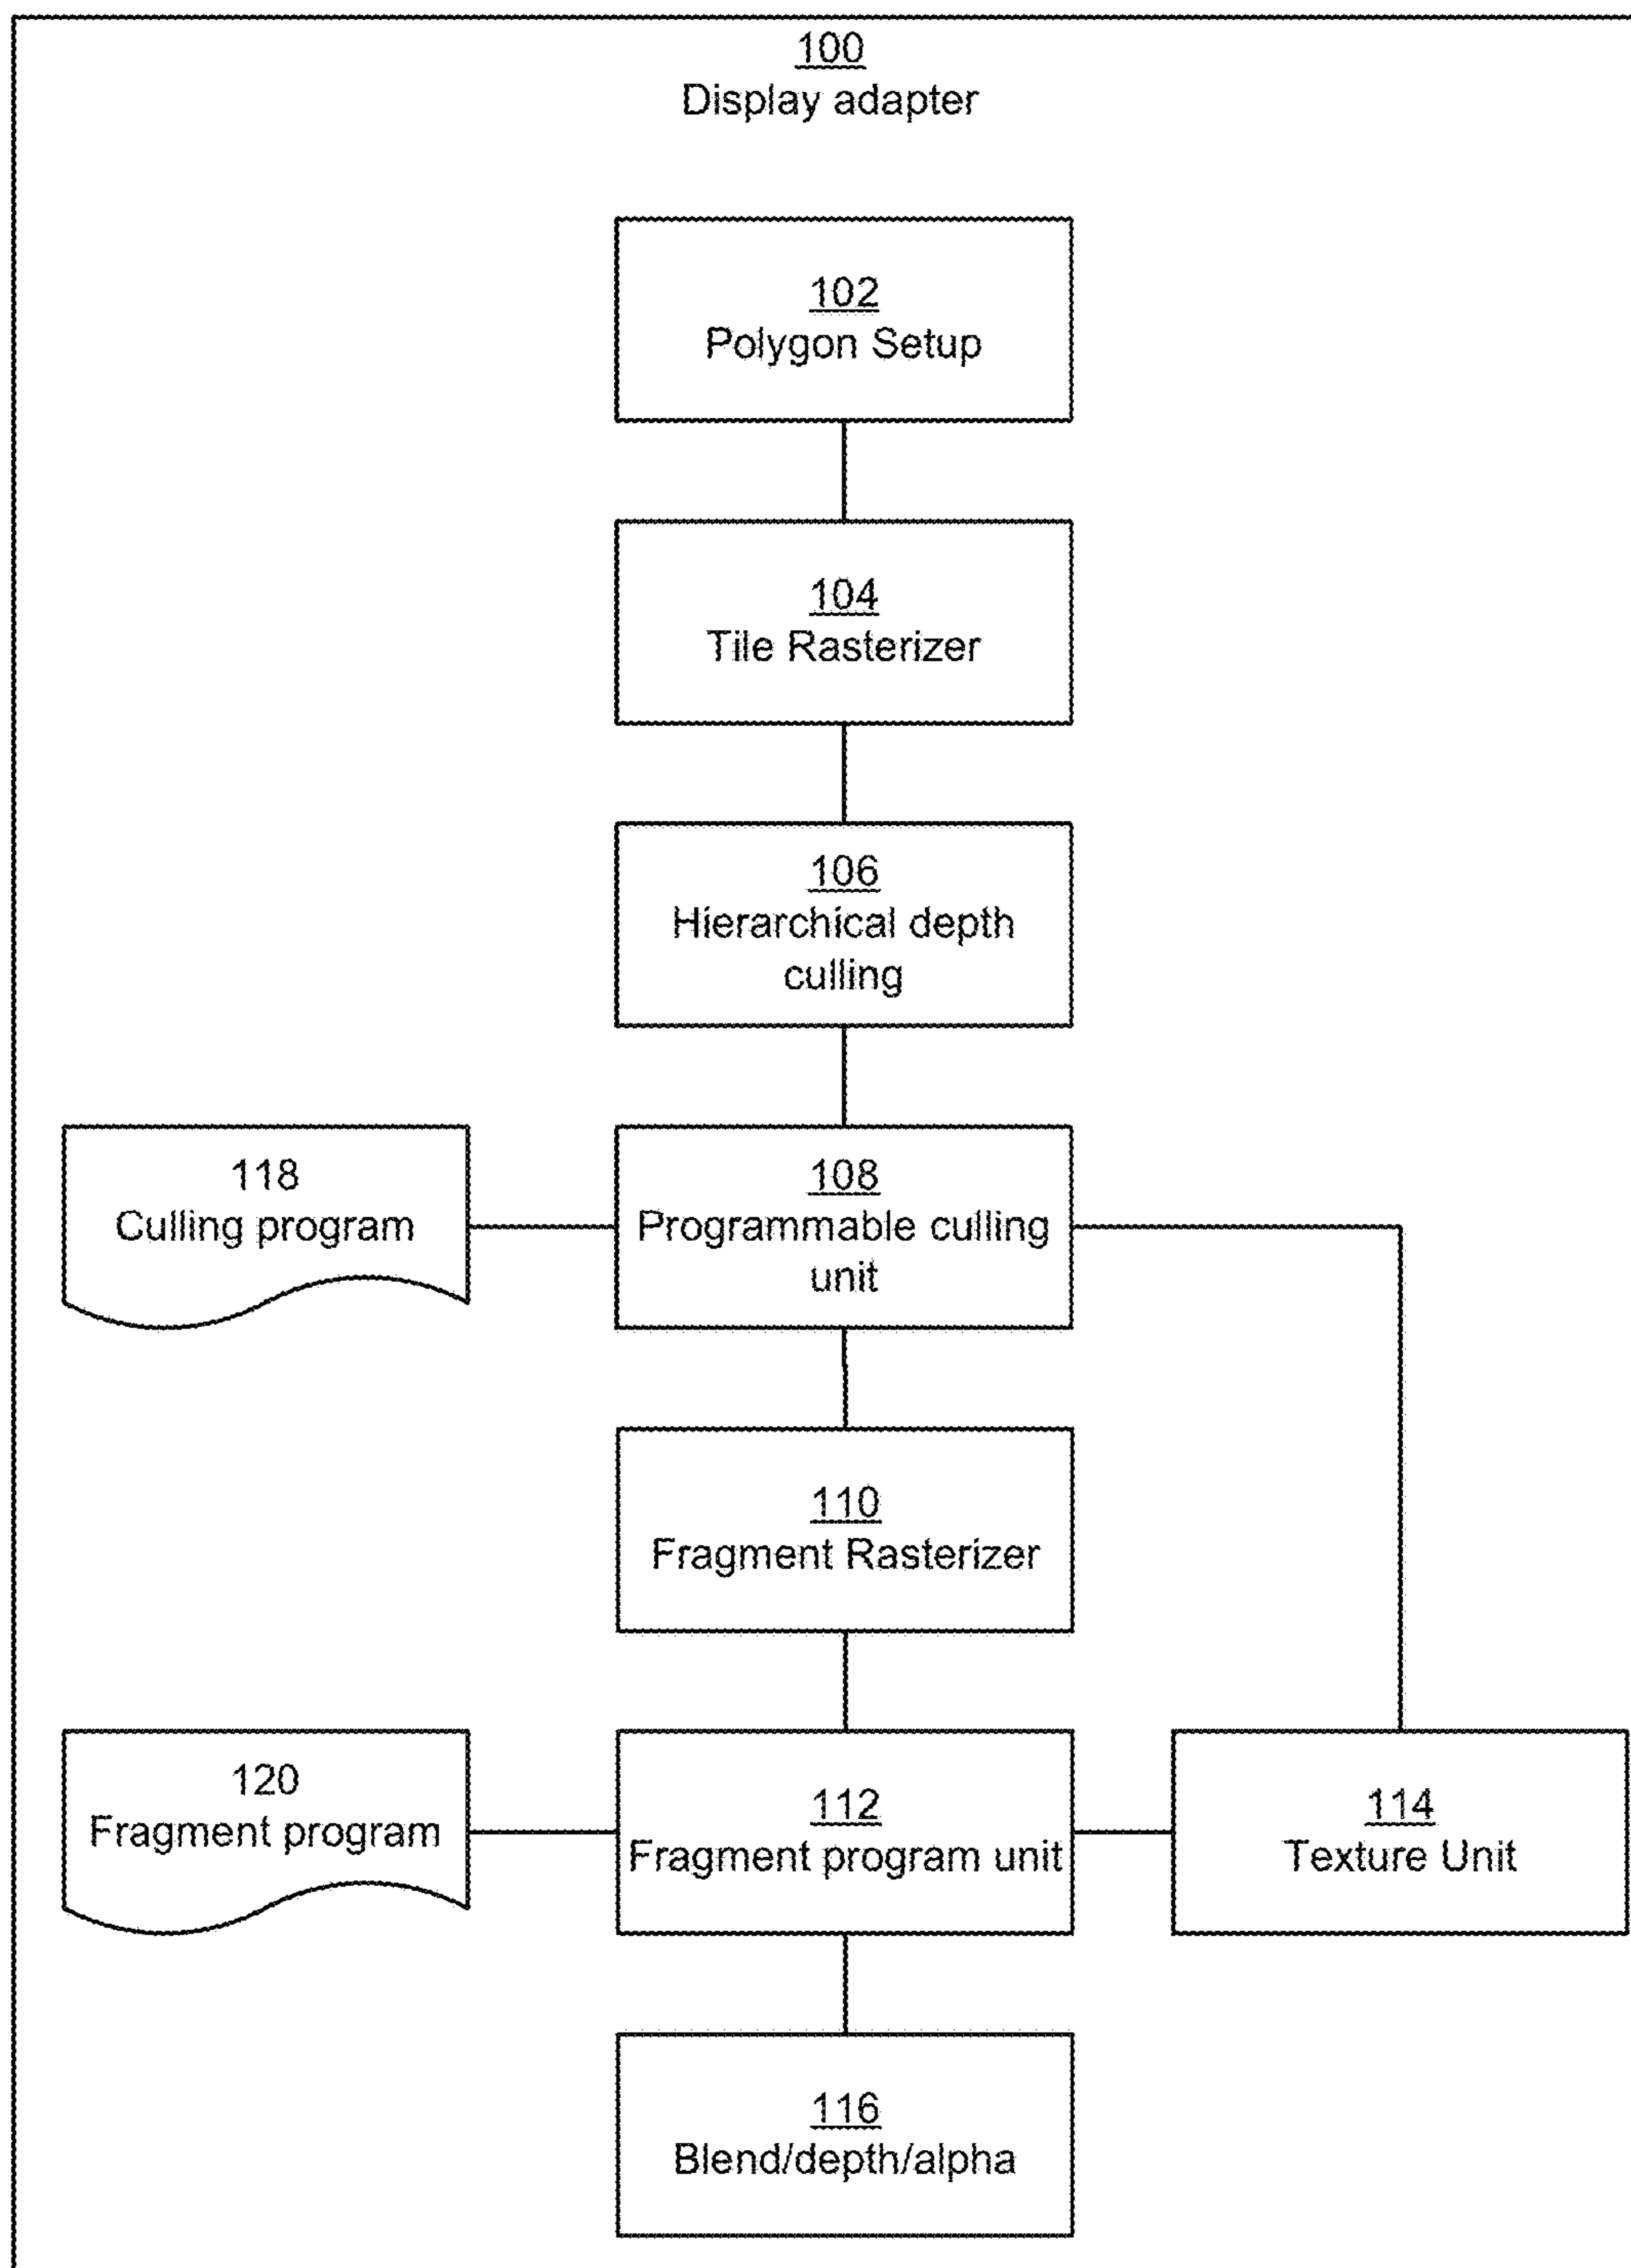 100
Display adapter
102
Polygon Setup
104
Tile Rasterizer
106
Hierarchical depth
culling
118
Culling program
108
Programmable culling
unit
110
Fragment Rasterizer
120
Fragment program
112
Fragment program unit
114
Texture Unit
116
Blend/depth/alpha